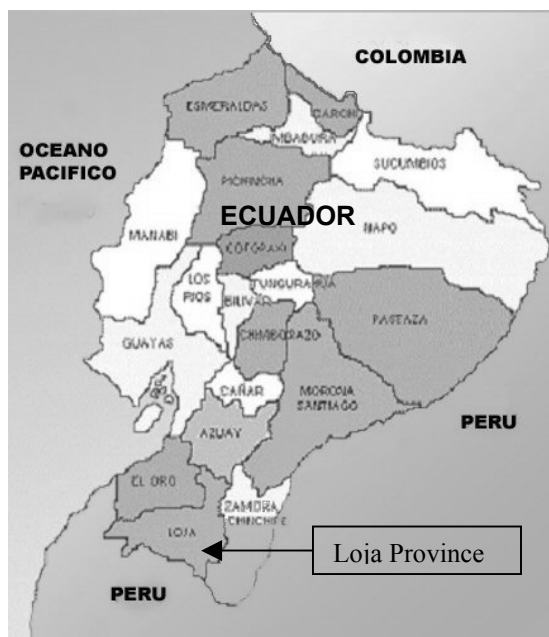 COLOMBIA
ESMERALDAS
CARCHI
IMBABURA
OCEANO
PACIFICO
SUCUMBIOS
PICHINCHA
ECUADOR
MANABI
NAPO
COTOPAXI
LOS
RIOS
TUNGURAHUA
BILIVAR
PASTAZA
GUAYAS
CHIMBORAZO
CAÑAR
MORONA
SANTIAGO
AZUAY
PERU
EL ORO
ZAMORA
CHINCHIPE
LOJA
Loja Province
PERU